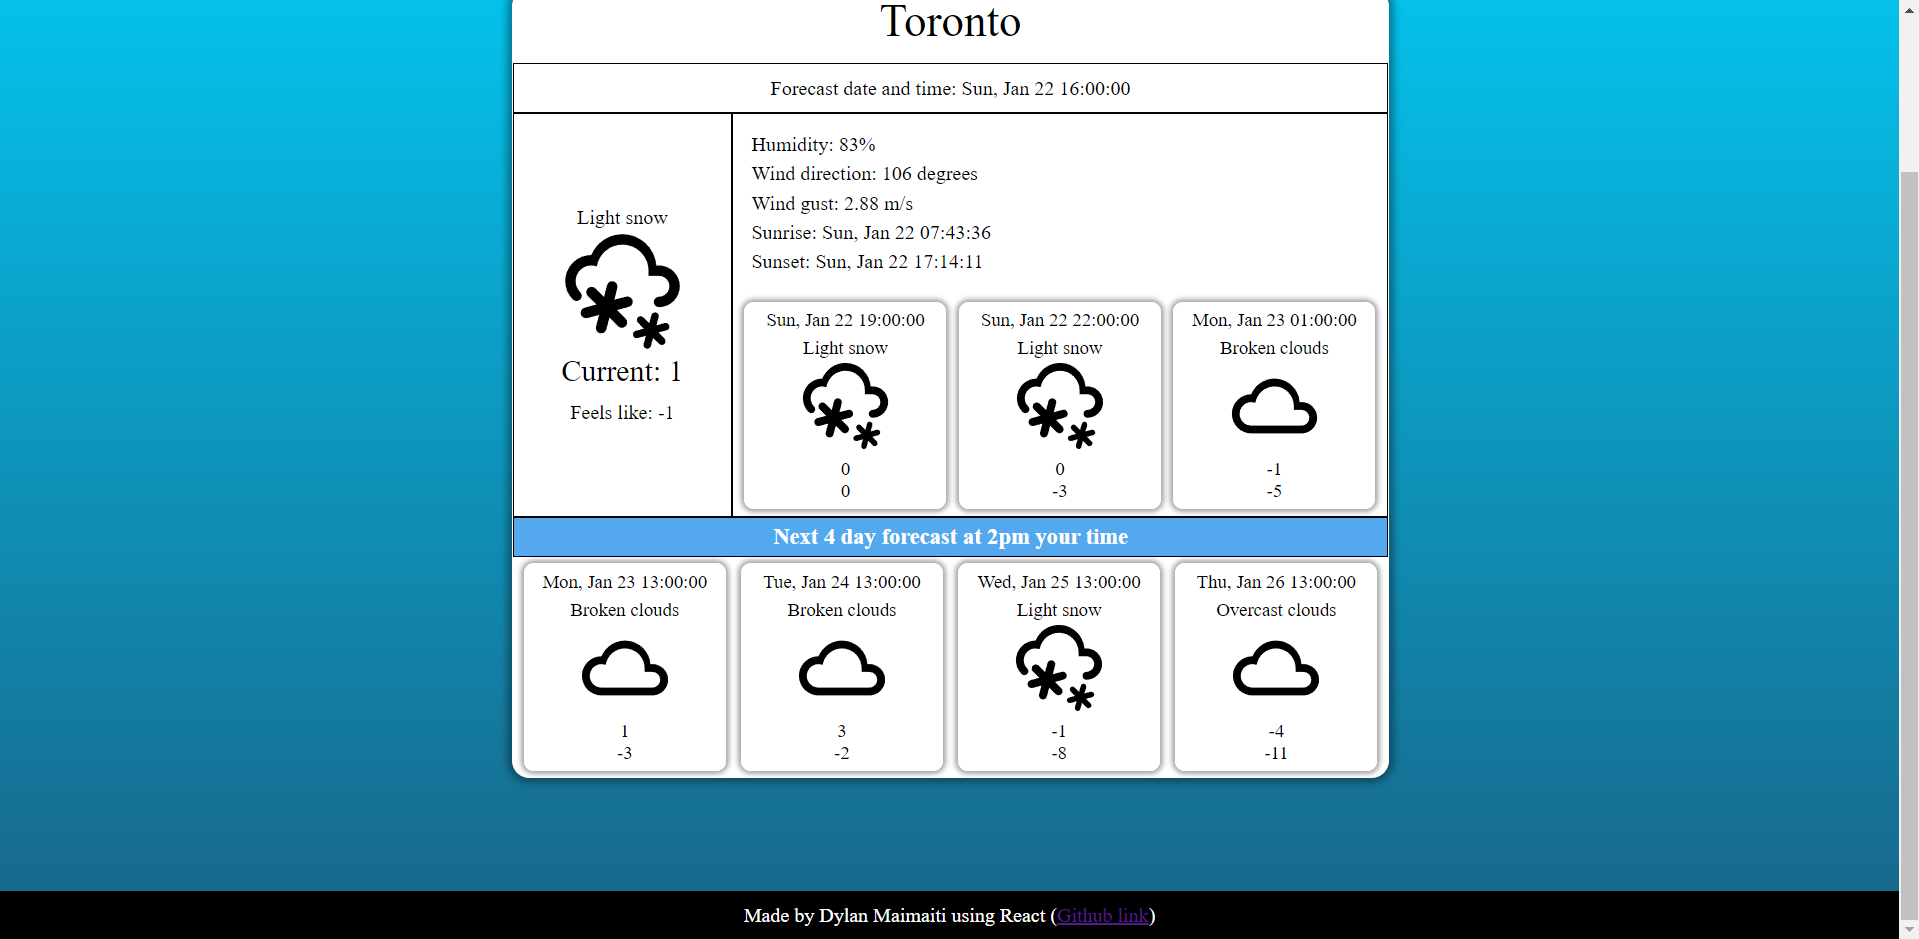 Toronto
Forecast date and time: Sun, Jan 22 16:00:00
Light snow
Current: 1
Feels like: -1
Humidity: 83%
Wind direction: 106 degrees
Wind gust: 2.88 m/s
Sunrise: Sun, Jan 22 07:43:36
Sunset: Sun, Jan 22 17:14:11
Sun, Jan 22 19:00:00
Light snow
0
0
Sun, Jan 22 22:00:00
Light snow
0
-3
Mon, Jan 23 01:00:00
Broken clouds
-1
-5
Next 4 day forecast at 2pm your time
Mon, Jan 23 13:00:00
Broken clouds
1
-3
Tue, Jan 24 13:00:00
Broken clouds
3
-2
Wed, Jan 25 13:00:00
Light snow
-1
-8
Thu, Jan 26 13:00:00
Overcast clouds
-4
-11
Made by Dylan Maimaiti using React (Github link)